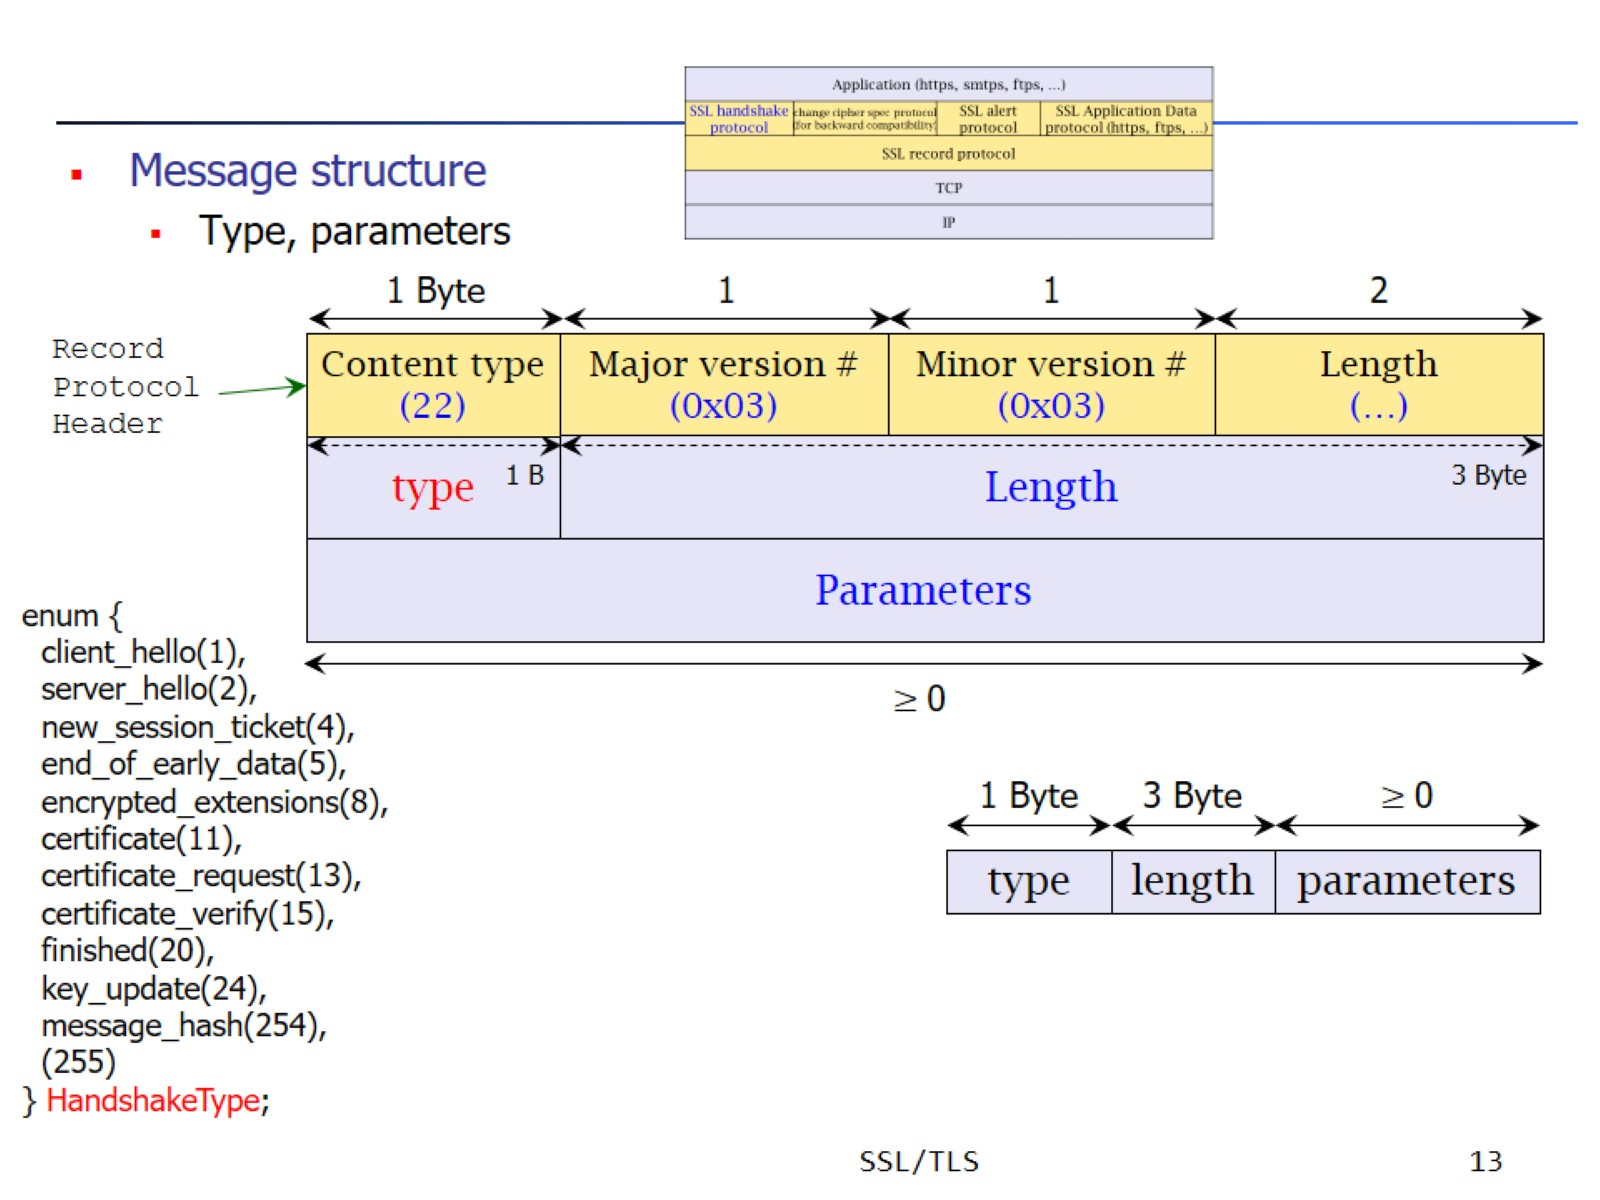 Application (https, smtps, ftps, ...)
SSL handshake protocol
change cipher spec protocol
(for backward compatibility)
SSL alert protocol
SSL Application Data protocol (https, ftps, ...)
SSL record protocol
TCP
IP
Message structure
Type, parameters
1 Byte 1 1 2
Record
Protocol
Header
Content type Major version # Minor version # Length
(22) (0x03) (0x03) (...)
type 1 B Length 3 Byte
Parameters
≥ 0
enum {
client_hello(1),
server_hello(2),
new_session_ticket(4),
end_of_early_data(5),
encrypted_extensions(8),
certificate(11),
certificate_request(13),
certificate_verify(15),
finished(20),
key_update(24),
message_hash(254),
(255)
} HandshakeType;
1 Byte 3 Byte ≥ 0
type length parameters
SSL/TLS 13